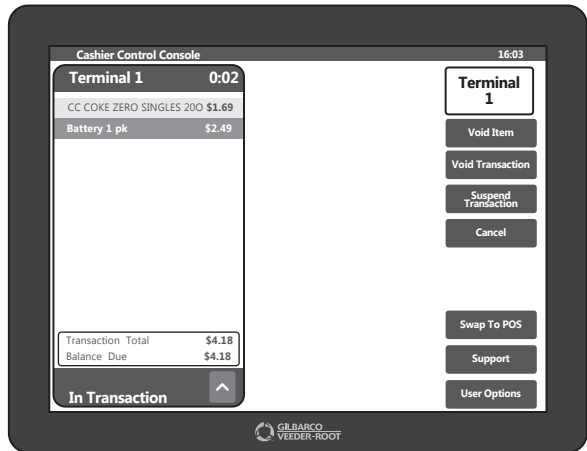 Cashier Control Console 16:03
Terminal 1 0:02
CC COKE ZERO SINGLES 20O $1.69
Battery 1 pk $2.49
Transaction Total $4.18
Balance Due $4.18
In Transaction
Terminal
1
Void Item
Void Transaction
Suspend
Transaction
Cancel
Swap To POS
Support
User Options
GILBARCO
VEEDER-ROOT